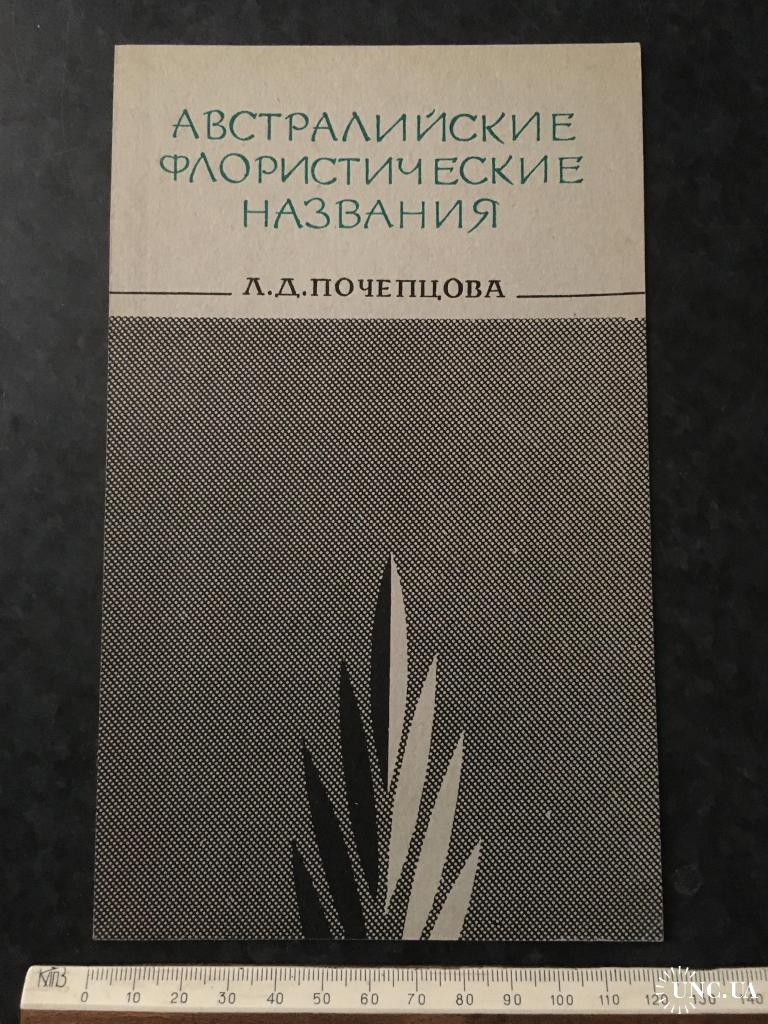 АВСТРАЛИЙСКИЕ
ФЛОРИСТИЧЕСКИЕ
НАЗВАНИЯ
Л.Д.ПОЧЕПЦОВА
КПЗ
0 10 20 30 40 50 60 70 80 90 100 110 120 130 140
UNC.UA